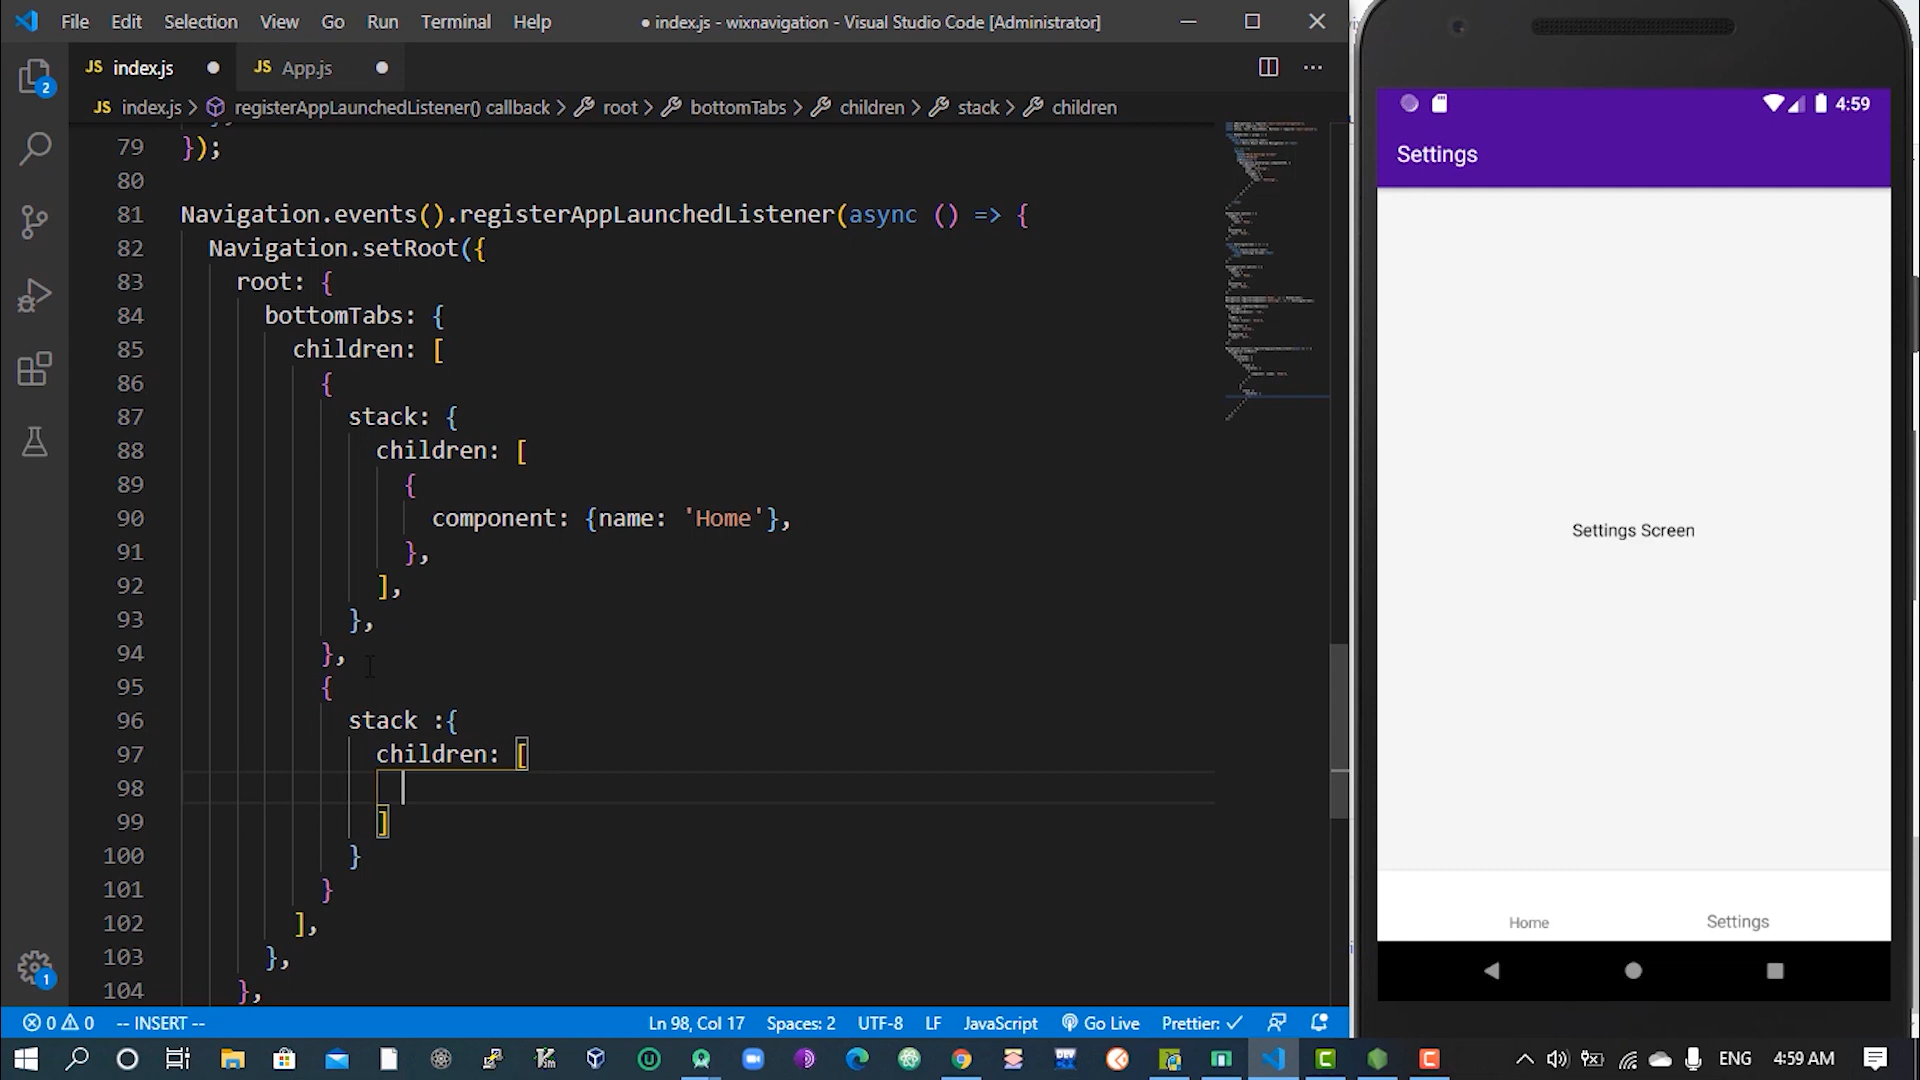 File Edit Selection View Go Run Terminal Help
● index.js - wixnavigation - Visual Studio Code [Administrator]
JS index.js ● JS App.js ●
JS index.js > registerAppLaunchedListener() callback > root > bottomTabs > children > stack > children
79 });
80
81 Navigation.events().registerAppLaunchedListener(async () => {
82 Navigation.setRoot({
83 root: {
84 bottomTabs: {
85 children: [
86 {
87 stack: {
88 children: [
89 {
90 component: {name: 'Home'},
91 },
92 ],
93 },
94 },
95 {
96 stack :{
97 children: [
98
99 ]
100 }
101 }
102 ],
103 },
104 },
2
1
0 0 -- INSERT -- Ln 98, Col 17 Spaces: 2 UTF-8 LF JavaScript Go Live Prettier: ✓
4:59
Settings
Settings Screen
Home Settings
ENG 4:59 AM